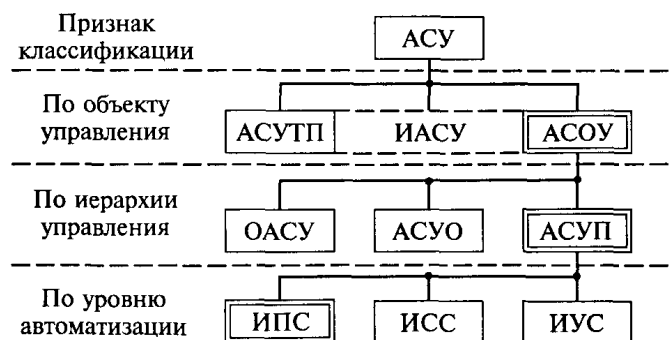 Признак
классификации
АСУ
По объекту
управления
АСУТП
ИАСУ
АСОУ
По иерархии
управления
ОАСУ
АСУО
АСУП
По уровню
автоматизации
ИПС
ИСС
ИУС